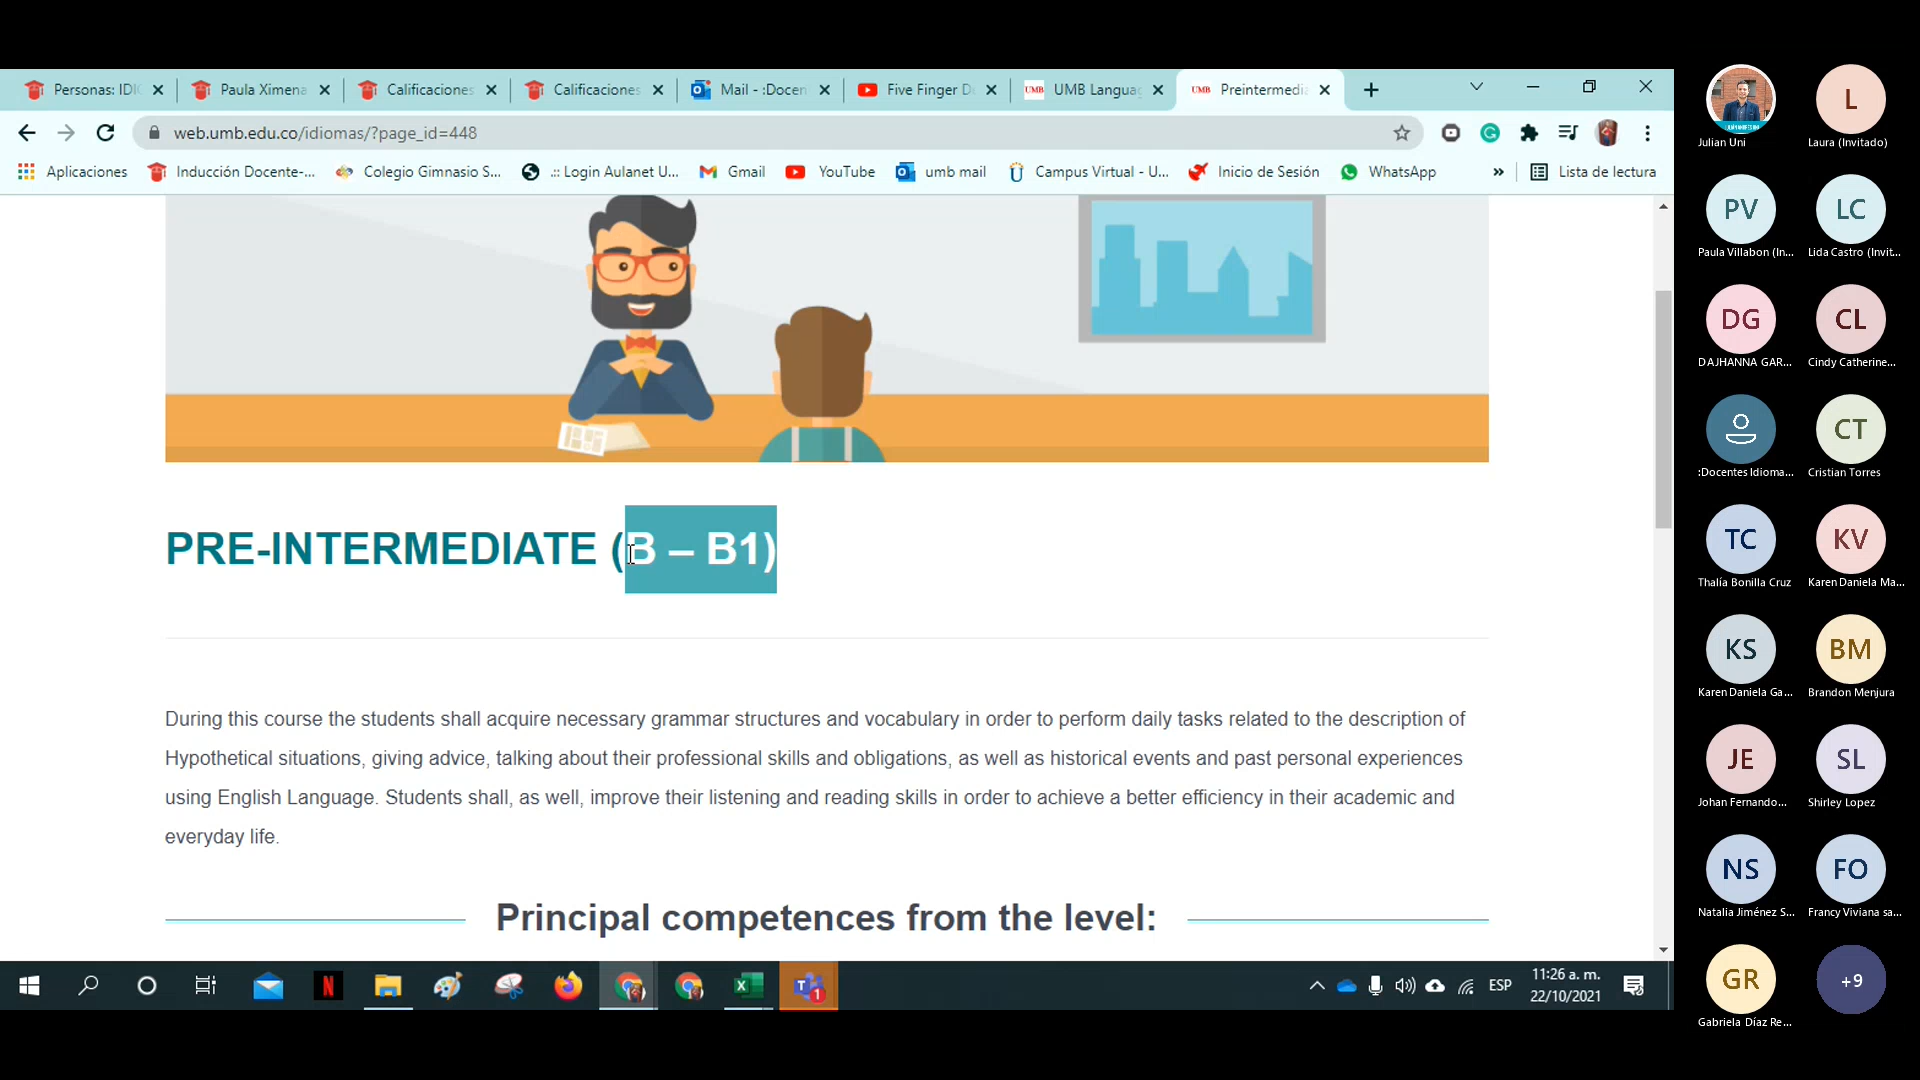 Personas: IDI
Paula Ximena
Calificaciones
Calificaciones
Mail - :Docen
Five Finger D
UMB Langua
Preintermedi
web.umb.edu.co/idiomas/?page_id=448
Aplicaciones
Inducción Docente-...
Colegio Gimnasio S...
.:: Login Aulanet U...
Gmail
YouTube
umb mail
Campus Virtual - U...
Inicio de Sesión
WhatsApp
»
Lista de lectura
PRE-INTERMEDIATE (B – B1)
During this course the students shall acquire necessary grammar structures and vocabulary in order to perform daily tasks related to the description of
Hypothetical situations, giving advice, talking about their professional skills and obligations, as well as historical events and past personal experiences
using English Language. Students shall, as well, improve their listening and reading skills in order to achieve a better efficiency in their academic and
everyday life.
Principal competences from the level:
ESP
11:26 a. m.
22/10/2021
Julian Uni
L
Laura (Invitado)
PV
Paula Villabon (In...
LC
Lida Castro (Invit...
DG
DAJHANNA GAR...
CL
Cindy Catherine...
:Docentes Idioma...
CT
Cristian Torres
TC
Thalía Bonilla Cruz
KV
Karen Daniela Ma...
KS
Karen Daniela Ga...
BM
Brandon Menjura
JE
Johan Fernando...
SL
Shirley Lopez
NS
Natalia Jiménez S...
FO
Francy Viviana sa...
GR
Gabriela Díaz Re...
+9